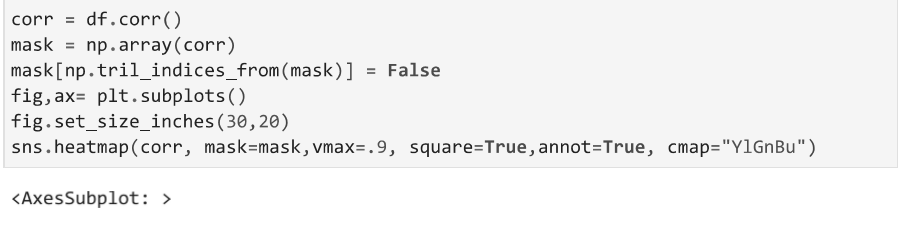 corr = df.corr()
mask = np.array(corr)
mask[np.tril_indices_from(mask)] = False
fig,ax= plt.subplots()
fig.set_size_inches(30,20)
sns.heatmap(corr, mask=mask,vmax=.9, square=True,annot=True, cmap="YlGnBu")
<AxesSubplot: >